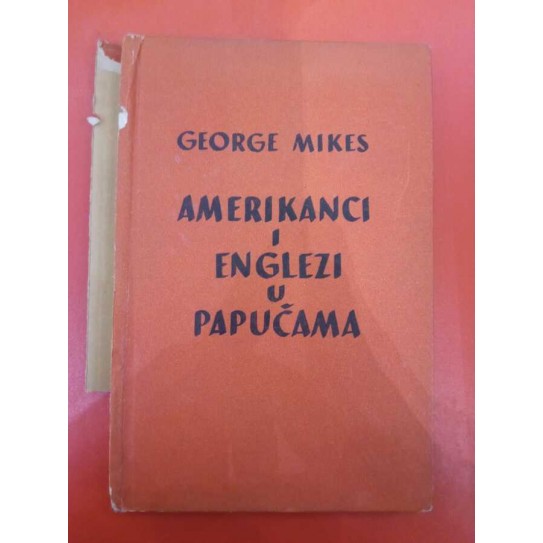 GEORGE MIKES
AMERIKANCI
I
ENGLEZI
U
PAPUČAMA